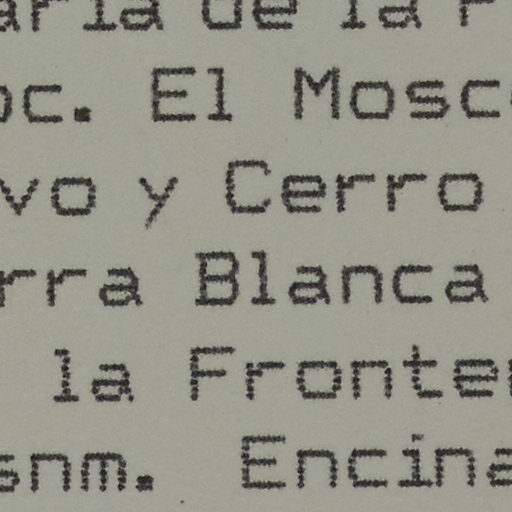 aria de la
oc. El Mosc
vo y Cerro
rra Blanca
la Fronte
snm. Encina